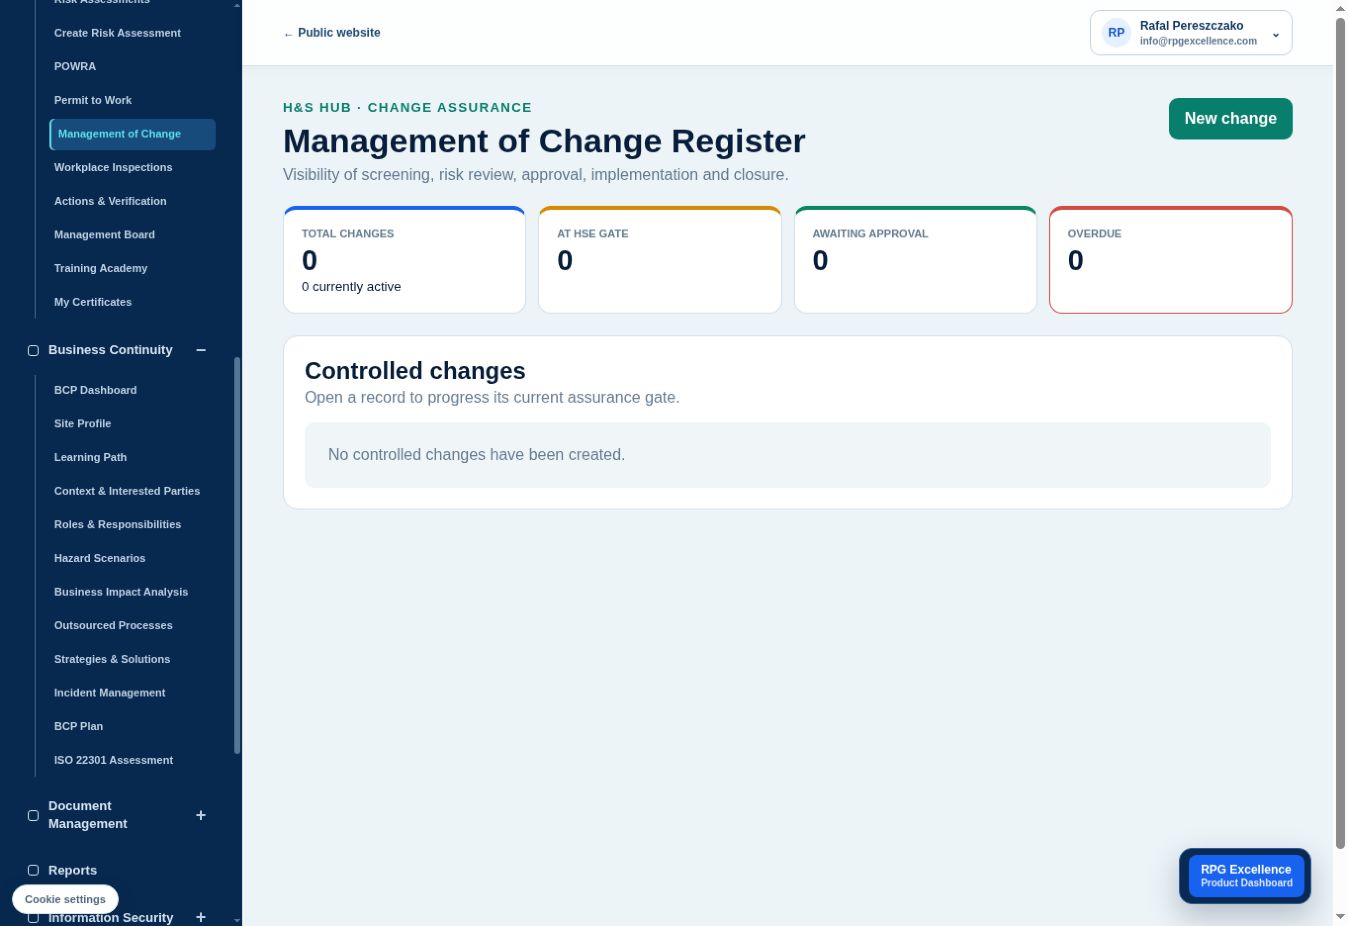 Risk Assessments
Create Risk Assessment
POWRA
Permit to Work
Management of Change
Workplace Inspections
Actions & Verification
Management Board
Training Academy
My Certificates
Business Continuity −
BCP Dashboard
Site Profile
Learning Path
Context & Interested Parties
Roles & Responsibilities
Hazard Scenarios
Business Impact Analysis
Outsourced Processes
Strategies & Solutions
Incident Management
BCP Plan
ISO 22301 Assessment
Document
Management +
Reports
Cookie settings
Information Security +
← Public website
RP
Rafal Pereszczako
info@rpgexcellence.com
H&S HUB · CHANGE ASSURANCE
Management of Change Register
Visibility of screening, risk review, approval, implementation and closure.
New change
TOTAL CHANGES
0
0 currently active
AT HSE GATE
0
AWAITING APPROVAL
0
OVERDUE
0
Controlled changes
Open a record to progress its current assurance gate.
No controlled changes have been created.
RPG Excellence
Product Dashboard